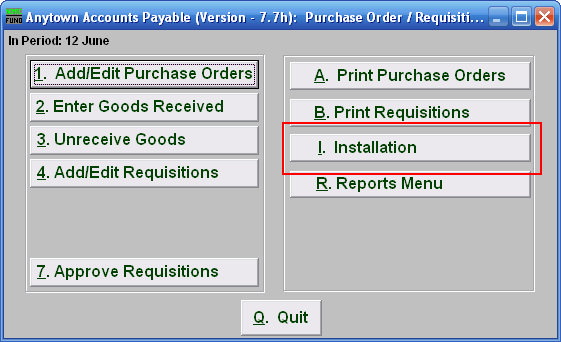 FUND Anytown Accounts Payable (Version - 7.7h): Purchase Order / Requisiti...
In Period: 12 June
1. Add/Edit Purchase Orders
2. Enter Goods Received
3. Unreceive Goods
4. Add/Edit Requisitions
7. Approve Requisitions
A. Print Purchase Orders
B. Print Requisitions
I. Installation
R. Reports Menu
Q. Quit